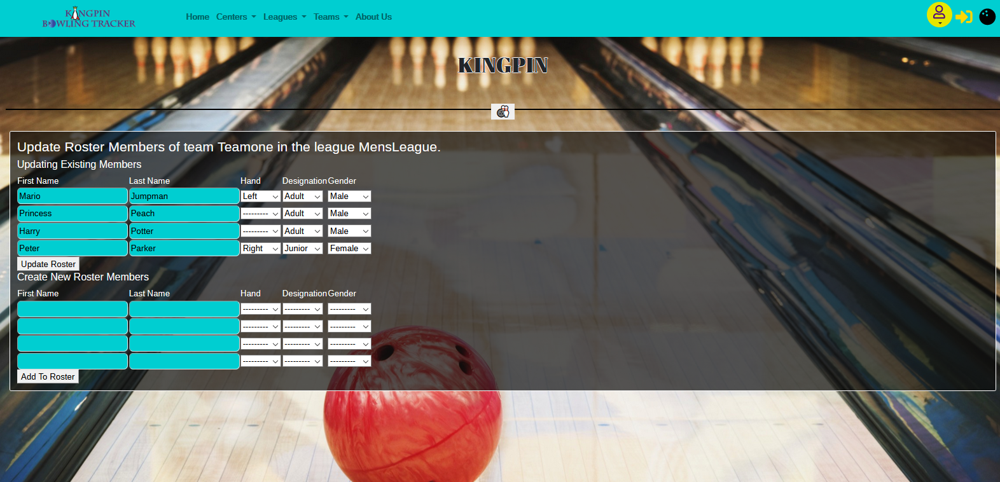 KINGPIN
BOWLING TRACKER
Home Centers Leagues Teams About Us
KINGPIN
Update Roster Members of team Teamone in the league MensLeague.
Updating Existing Members
First Name Last Name Hand Designation Gender
Mario Jumpman Left Adult Male
Princess Peach --------- Adult Male
Harry Potter --------- Adult Male
Peter Parker Right Junior Female
Update Roster
Create New Roster Members
First Name Last Name Hand Designation Gender
--------- --------- ---------
--------- --------- ---------
--------- --------- ---------
--------- --------- ---------
Add To Roster